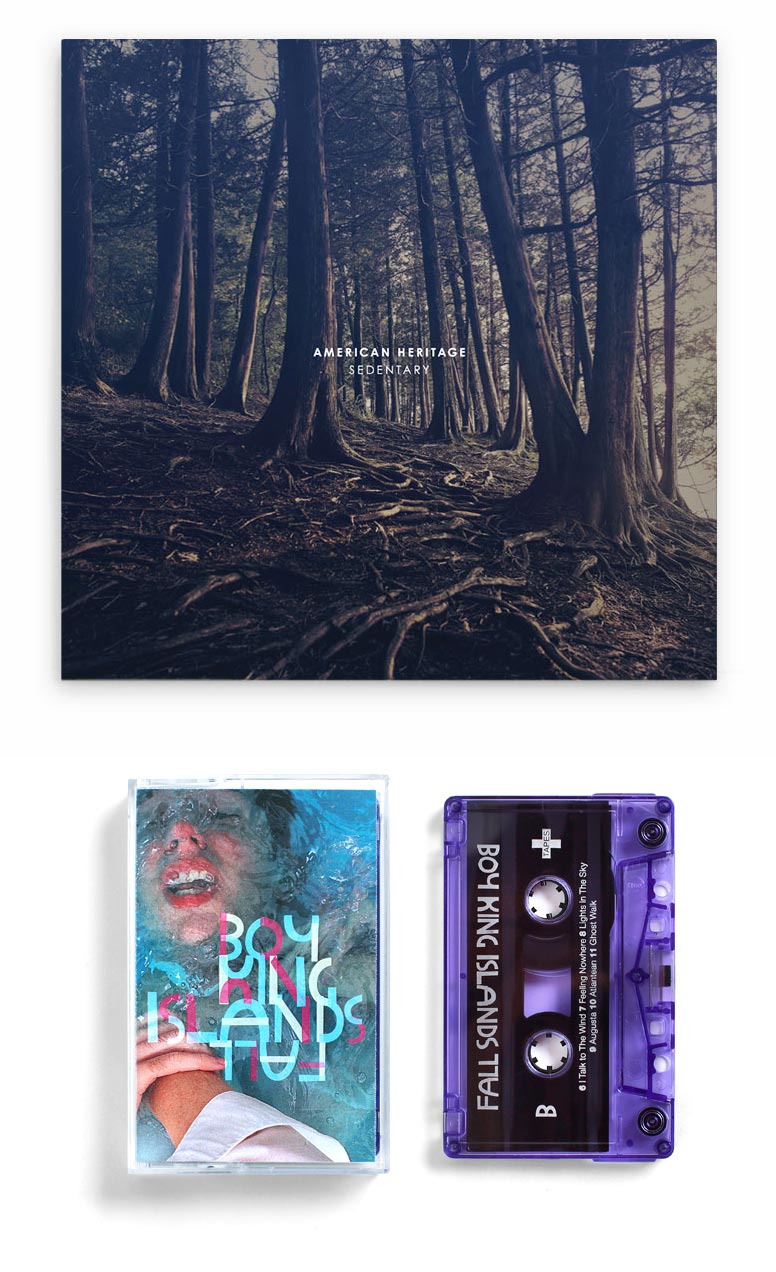 AMERICAN HERITAGE
SEDENTARY
BOY
KING
ISLANDS
FALL
TAPES
FALL BOY KING ISLANDS
B
6 I Talk to The Wind 7 Feeling Nowhere 8 Lights In The Sky
9 Augusta 10 Atlantean 11 Ghost Walk